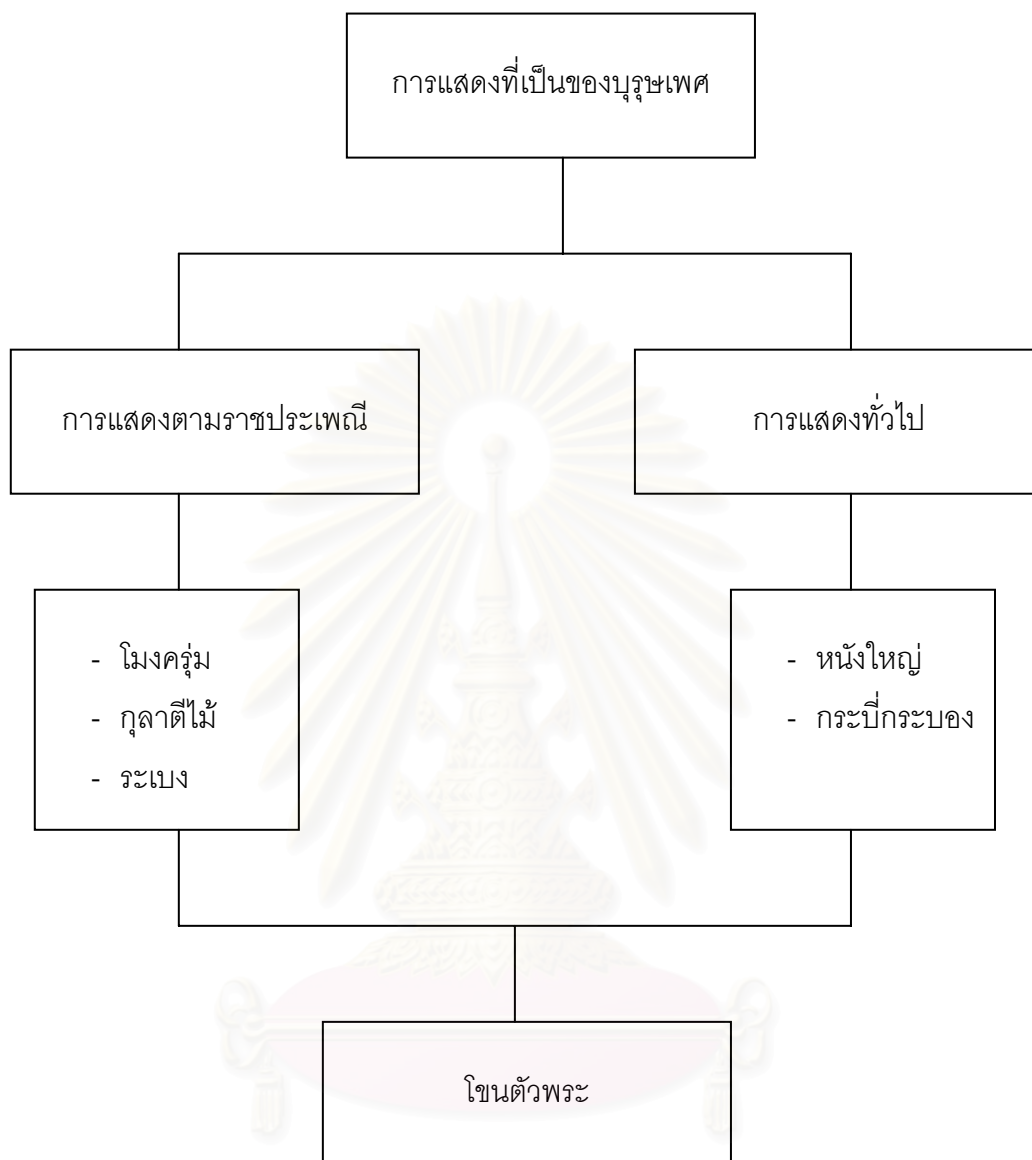 การแสดงที่เป็นของบุรุษเพศ
การแสดงตามราชประเพณี
การแสดงทั่วไป
- โมงครุ่ม
- กุลาตีไม้
- ระเบง
- หนังใหญ่
- กระบี่กระบอง
โขนตัวพระ